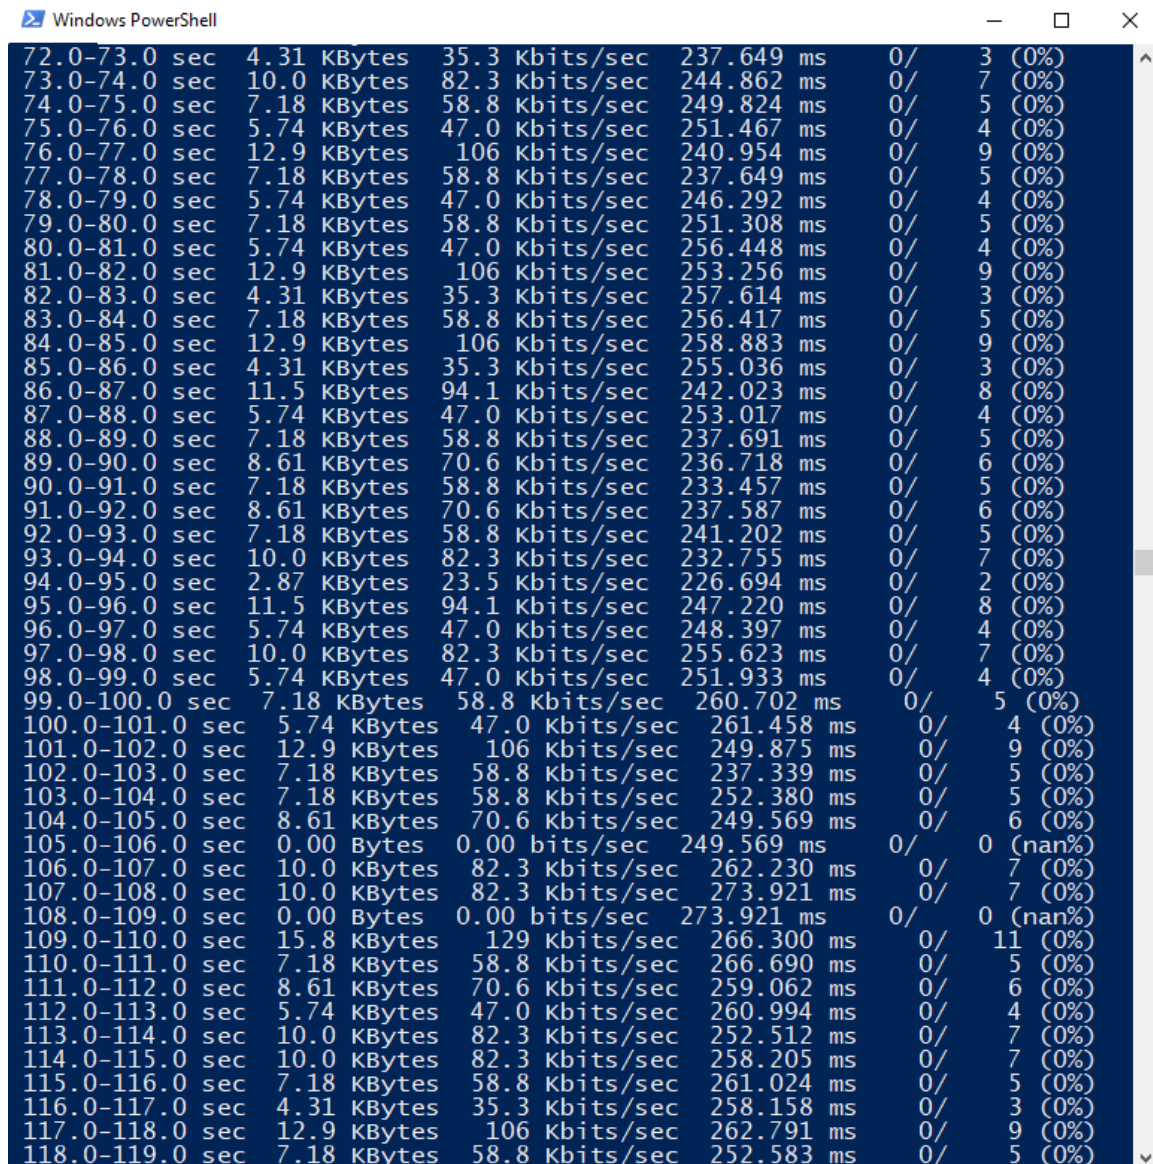 Windows PowerShell
72.0-73.0 sec  4.31 KBytes  35.3 Kbits/sec  237.649 ms    0/    3 (0%)
73.0-74.0 sec  10.0 KBytes  82.3 Kbits/sec  244.862 ms    0/    7 (0%)
74.0-75.0 sec  7.18 KBytes  58.8 Kbits/sec  249.824 ms    0/    5 (0%)
75.0-76.0 sec  5.74 KBytes  47.0 Kbits/sec  251.467 ms    0/    4 (0%)
76.0-77.0 sec  12.9 KBytes   106 Kbits/sec  240.954 ms    0/    9 (0%)
77.0-78.0 sec  7.18 KBytes  58.8 Kbits/sec  237.649 ms    0/    5 (0%)
78.0-79.0 sec  5.74 KBytes  47.0 Kbits/sec  246.292 ms    0/    4 (0%)
79.0-80.0 sec  7.18 KBytes  58.8 Kbits/sec  251.308 ms    0/    5 (0%)
80.0-81.0 sec  5.74 KBytes  47.0 Kbits/sec  256.448 ms    0/    4 (0%)
81.0-82.0 sec  12.9 KBytes   106 Kbits/sec  253.256 ms    0/    9 (0%)
82.0-83.0 sec  4.31 KBytes  35.3 Kbits/sec  257.614 ms    0/    3 (0%)
83.0-84.0 sec  7.18 KBytes  58.8 Kbits/sec  256.417 ms    0/    5 (0%)
84.0-85.0 sec  12.9 KBytes   106 Kbits/sec  258.883 ms    0/    9 (0%)
85.0-86.0 sec  4.31 KBytes  35.3 Kbits/sec  255.036 ms    0/    3 (0%)
86.0-87.0 sec  11.5 KBytes  94.1 Kbits/sec  242.023 ms    0/    8 (0%)
87.0-88.0 sec  5.74 KBytes  47.0 Kbits/sec  253.017 ms    0/    4 (0%)
88.0-89.0 sec  7.18 KBytes  58.8 Kbits/sec  237.691 ms    0/    5 (0%)
89.0-90.0 sec  8.61 KBytes  70.6 Kbits/sec  236.718 ms    0/    6 (0%)
90.0-91.0 sec  7.18 KBytes  58.8 Kbits/sec  233.457 ms    0/    5 (0%)
91.0-92.0 sec  8.61 KBytes  70.6 Kbits/sec  237.587 ms    0/    6 (0%)
92.0-93.0 sec  7.18 KBytes  58.8 Kbits/sec  241.202 ms    0/    5 (0%)
93.0-94.0 sec  10.0 KBytes  82.3 Kbits/sec  232.755 ms    0/    7 (0%)
94.0-95.0 sec  2.87 KBytes  23.5 Kbits/sec  226.694 ms    0/    2 (0%)
95.0-96.0 sec  11.5 KBytes  94.1 Kbits/sec  247.220 ms    0/    8 (0%)
96.0-97.0 sec  5.74 KBytes  47.0 Kbits/sec  248.397 ms    0/    4 (0%)
97.0-98.0 sec  10.0 KBytes  82.3 Kbits/sec  255.623 ms    0/    7 (0%)
98.0-99.0 sec  5.74 KBytes  47.0 Kbits/sec  251.933 ms    0/    4 (0%)
99.0-100.0 sec  7.18 KBytes  58.8 Kbits/sec  260.702 ms    0/    5 (0%)
100.0-101.0 sec  5.74 KBytes  47.0 Kbits/sec  261.458 ms    0/    4 (0%)
101.0-102.0 sec  12.9 KBytes   106 Kbits/sec  249.875 ms    0/    9 (0%)
102.0-103.0 sec  7.18 KBytes  58.8 Kbits/sec  237.339 ms    0/    5 (0%)
103.0-104.0 sec  7.18 KBytes  58.8 Kbits/sec  252.380 ms    0/    5 (0%)
104.0-105.0 sec  8.61 KBytes  70.6 Kbits/sec  249.569 ms    0/    6 (0%)
105.0-106.0 sec  0.00 Bytes  0.00 bits/sec  249.569 ms    0/    0 (nan%)
106.0-107.0 sec  10.0 KBytes  82.3 Kbits/sec  262.230 ms    0/    7 (0%)
107.0-108.0 sec  10.0 KBytes  82.3 Kbits/sec  273.921 ms    0/    7 (0%)
108.0-109.0 sec  0.00 Bytes  0.00 bits/sec  273.921 ms    0/    0 (nan%)
109.0-110.0 sec  15.8 KBytes   129 Kbits/sec  266.300 ms    0/   11 (0%)
110.0-111.0 sec  7.18 KBytes  58.8 Kbits/sec  266.690 ms    0/    5 (0%)
111.0-112.0 sec  8.61 KBytes  70.6 Kbits/sec  259.062 ms    0/    6 (0%)
112.0-113.0 sec  5.74 KBytes  47.0 Kbits/sec  260.994 ms    0/    4 (0%)
113.0-114.0 sec  10.0 KBytes  82.3 Kbits/sec  252.512 ms    0/    7 (0%)
114.0-115.0 sec  10.0 KBytes  82.3 Kbits/sec  258.205 ms    0/    7 (0%)
115.0-116.0 sec  7.18 KBytes  58.8 Kbits/sec  261.024 ms    0/    5 (0%)
116.0-117.0 sec  4.31 KBytes  35.3 Kbits/sec  258.158 ms    0/    3 (0%)
117.0-118.0 sec  12.9 KBytes   106 Kbits/sec  262.791 ms    0/    9 (0%)
118.0-119.0 sec  7.18 KBytes  58.8 Kbits/sec  252.583 ms    0/    5 (0%)